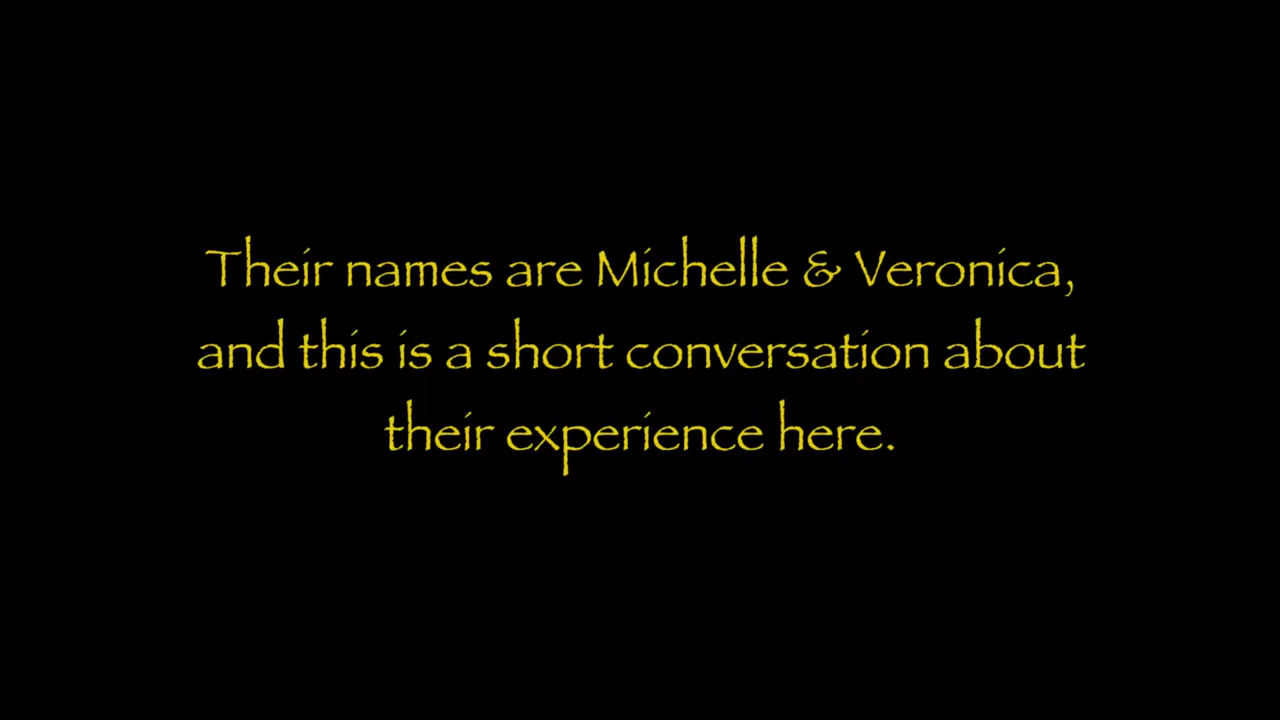 Their names are Michelle & Veronica,
and this is a short conversation about
their experience here.